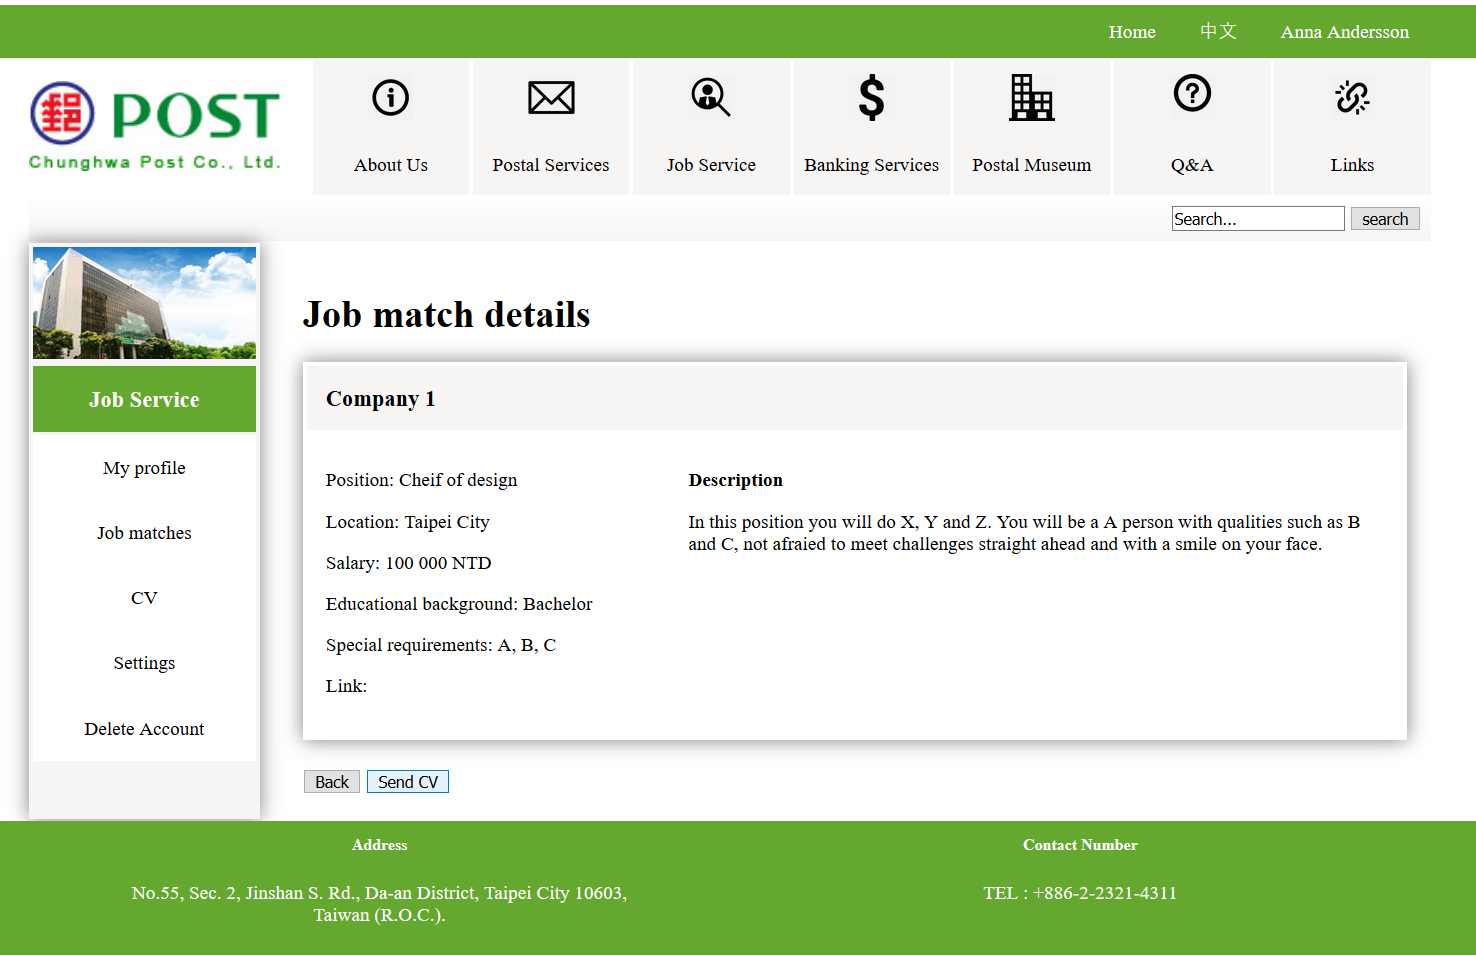 Home 中文 Anna Andersson
郵 POST
Chunghwa Post Co., Ltd.
About Us
Postal Services
Job Service
Banking Services
Postal Museum
Q&A
Links
Search... search
Job Service
My profile
Job matches
CV
Settings
Delete Account
Job match details
Company 1
Position: Cheif of design
Location: Taipei City
Salary: 100 000 NTD
Educational background: Bachelor
Special requirements: A, B, C
Link:
Description
In this position you will do X, Y and Z. You will be a A person with qualities such as B
and C, not afraied to meet challenges straight ahead and with a smile on your face.
Back Send CV
Address
No.55, Sec. 2, Jinshan S. Rd., Da-an District, Taipei City 10603,
Taiwan (R.O.C.).
Contact Number
TEL : +886-2-2321-4311